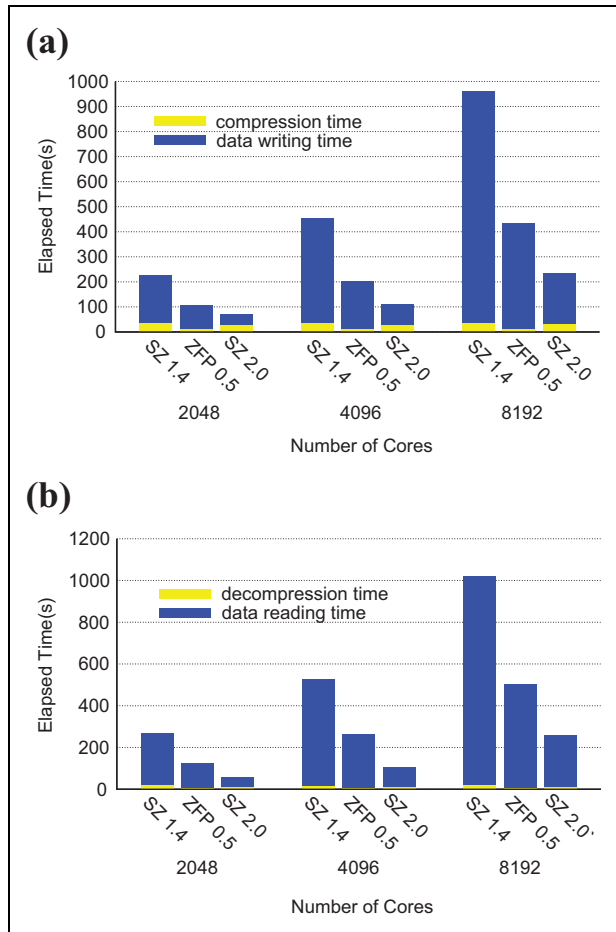 (a)
1000
900
800
700
600
500
400
300
200
100
0
Elapsed Time(s)
compression time
data writing time
SZ 1.4 ZFP 0.5 SZ 2.0 SZ 1.4 ZFP 0.5 SZ 2.0 SZ 1.4 ZFP 0.5 SZ 2.0
2048 4096 8192
Number of Cores
(b)
1200
1000
800
600
400
200
0
Elapsed Time(s)
decompression time
data reading time
SZ 1.4 ZFP 0.5 SZ 2.0 SZ 1.4 ZFP 0.5 SZ 2.0 SZ 1.4 ZFP 0.5 SZ 2.0`
2048 4096 8192
Number of Cores